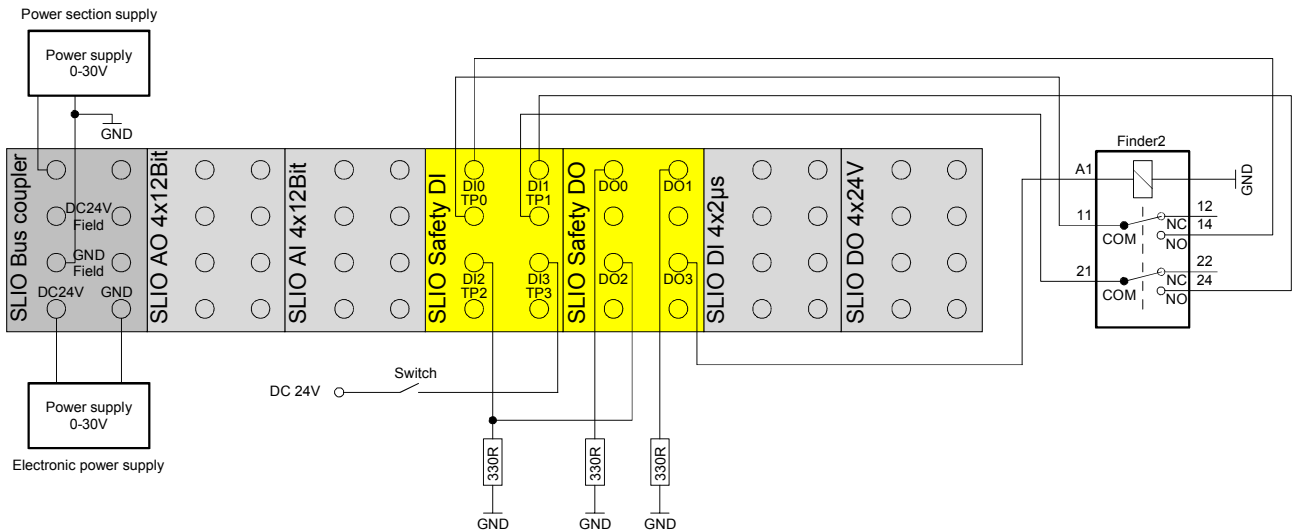 Power section supply
Power supply
0-30V
GND
SLIO Bus coupler
DC24V
Field
GND
Field
DC24V
GND
SLIO AO 4x12Bit
SLIO AI 4x12Bit
SLIO Safety DI
DI0
TP0
DI1
TP1
DI2
TP2
DI3
TP3
SLIO Safety DO
DO0
DO1
DO2
DO3
SLIO DI 4x2µs
SLIO DO 4x24V
Finder2
A1
GND
11
COM
12
NC
14
NO
21
COM
22
NC
24
NO
DC 24V
Switch
Power supply
0-30V
Electronic power supply
330R
330R
330R
GND
GND
GND